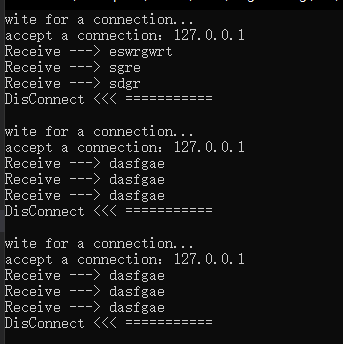 wite for a connection...
accept a connection: 127.0.0.1
Receive ---> eswrgwrt
Receive ---> sgre
Receive ---> sdgr
DisConnect <<< ===========
wite for a connection...
accept a connection: 127.0.0.1
Receive ---> dasfgae
Receive ---> dasfgae
Receive ---> dasfgae
DisConnect <<< ===========
wite for a connection...
accept a connection: 127.0.0.1
Receive ---> dasfgae
Receive ---> dasfgae
Receive ---> dasfgae
DisConnect <<< ===========